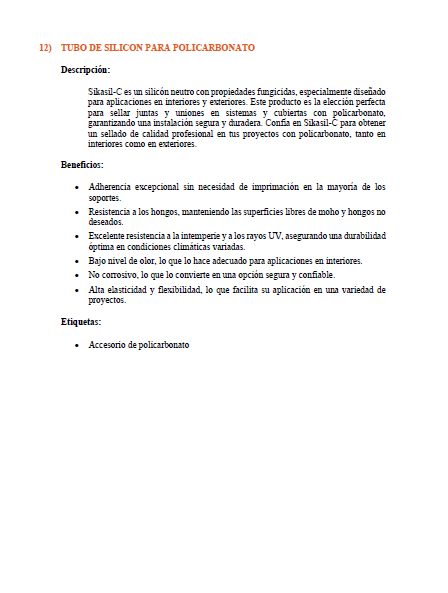 12) TUBO DE SILICON PARA POLICARBONATO
Descripción:
Sikasil-C es un silicón neutro con propiedades fungicidas, especialmente diseñado
para aplicaciones en interiores y exteriores. Este producto es la elección perfecta
para sellar juntas y uniones en sistemas y cubiertas con policarbonato,
garantizando una instalación segura y duradera. Confía en Sikasil-C para obtener
un sellado de calidad profesional en tus proyectos con policarbonato, tanto en
interiores como en exteriores.
Beneficios:
• Adherencia excepcional sin necesidad de imprimación en la mayoría de los
soportes.
• Resistencia a los hongos, manteniendo las superficies libres de moho y hongos no
deseados.
• Excelente resistencia a la intemperie y a los rayos UV, asegurando una durabilidad
óptima en condiciones climáticas variadas.
• Bajo nivel de olor, lo que lo hace adecuado para aplicaciones en interiores.
• No corrosivo, lo que lo convierte en una opción segura y confiable.
• Alta elasticidad y flexibilidad, lo que facilita su aplicación en una variedad de
proyectos.
Etiquetas:
• Accesorio de policarbonato